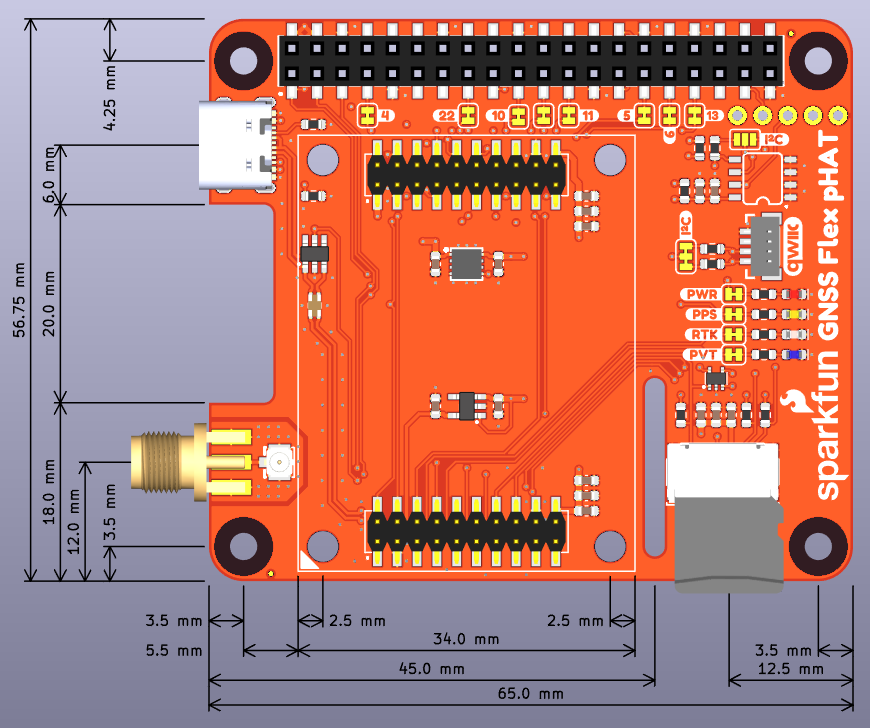 4.25 mm
6.0 mm
20.0 mm
56.75 mm
18.0 mm
12.0 mm
3.5 mm
4
22
10
11
5
6
13
I²C
I²C
qwiic
PWR
PPS
RTK
PVT
sparkfun GNSS Flex pHAT
3.5 mm
2.5 mm
2.5 mm
5.5 mm
34.0 mm
3.5 mm
45.0 mm
12.5 mm
65.0 mm